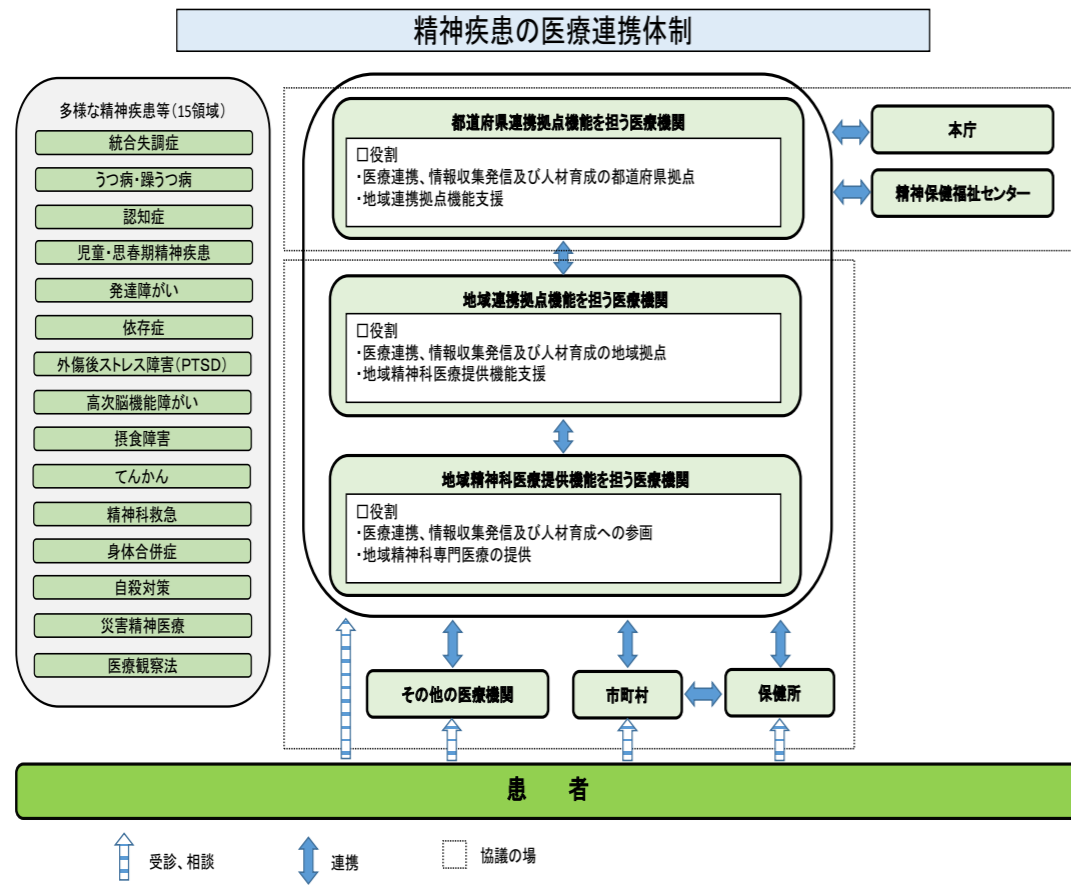 精神疾患の医療連携体制
多様な精神疾患等(15領域)
統合失調症
うつ病・躁うつ病
認知症
児童・思春期精神疾患
発達障がい
依存症
外傷後ストレス障害(PTSD)
高次脳機能障がい
摂食障害
てんかん
精神科救急
身体合併症
自殺対策
災害精神医療
医療観察法
都道府県連携拠点機能を担う医療機関
□役割
・医療連携、情報収集発信及び人材育成の都道府県拠点
・地域連携拠点機能支援
本庁
精神保健福祉センター
地域連携拠点機能を担う医療機関
□役割
・医療連携、情報収集発信及び人材育成の地域拠点
・地域精神科医療提供機能支援
地域精神科医療提供機能を担う医療機関
□役割
・医療連携、情報収集発信及び人材育成への参画
・地域精神科専門医療の提供
その他の医療機関
市町村
保健所
患　者
受診、相談
連携
協議の場